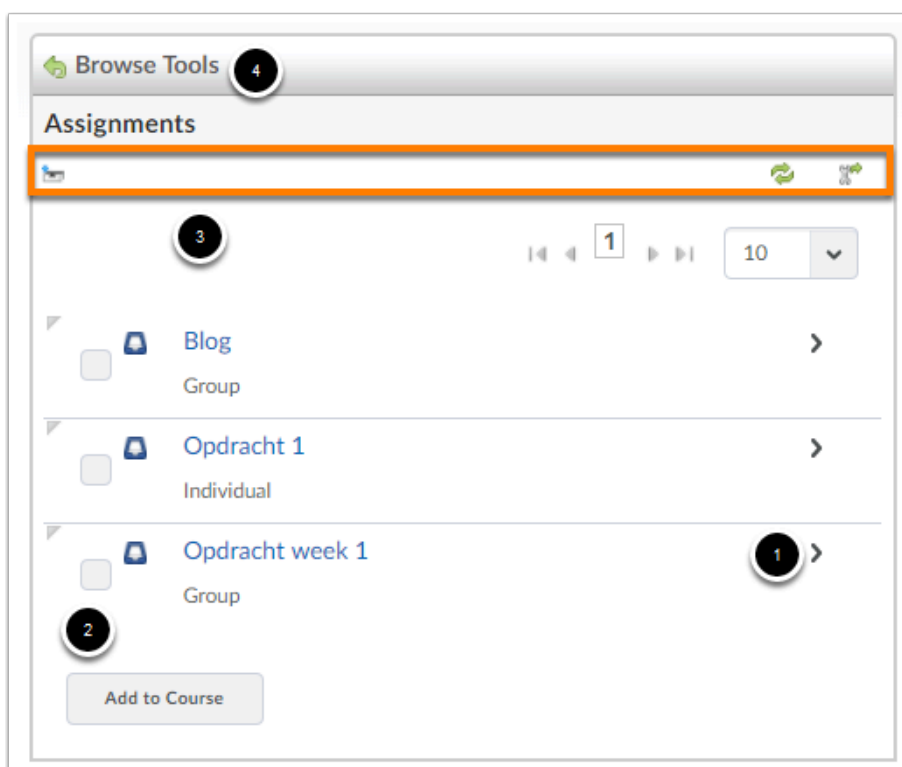 Browse Tools 4
Assignments
3
1
10
Blog
Group
Opdracht 1
Individual
Opdracht week 1
1
Group
2
Add to Course